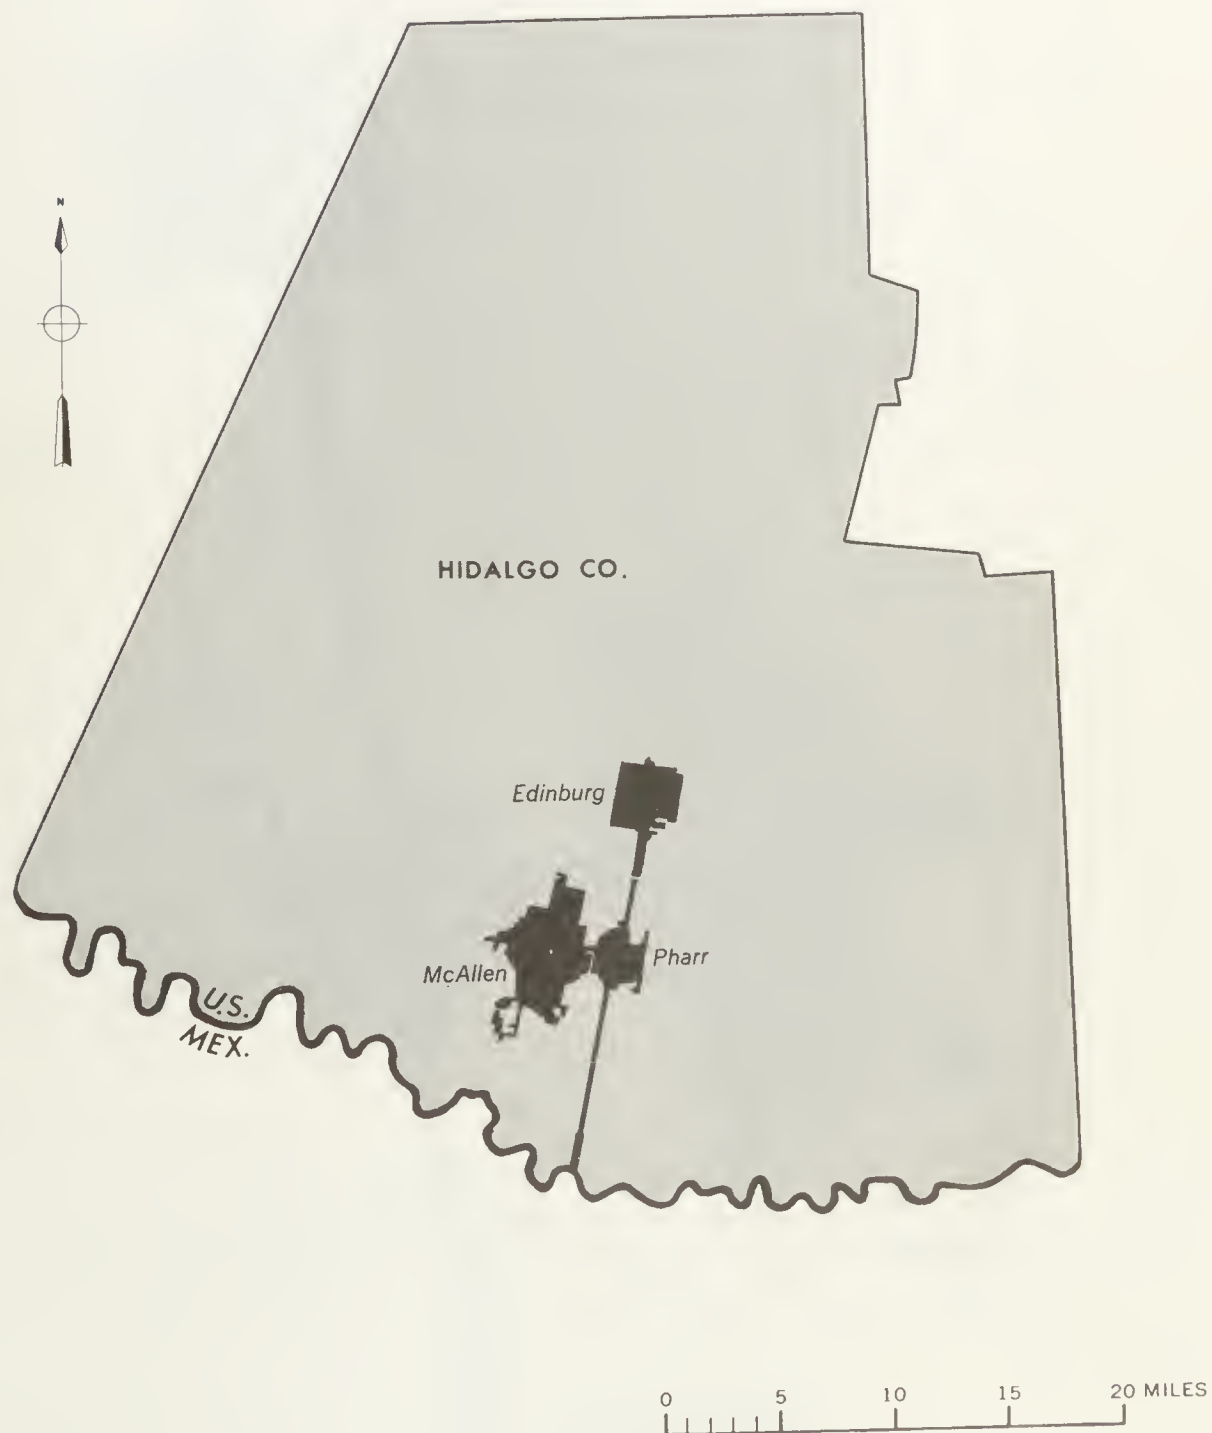 N
HIDALGO CO.
Edinburg
McAllen
Pharr
U.S.
MEX.
0 5 10 15 20 MILES